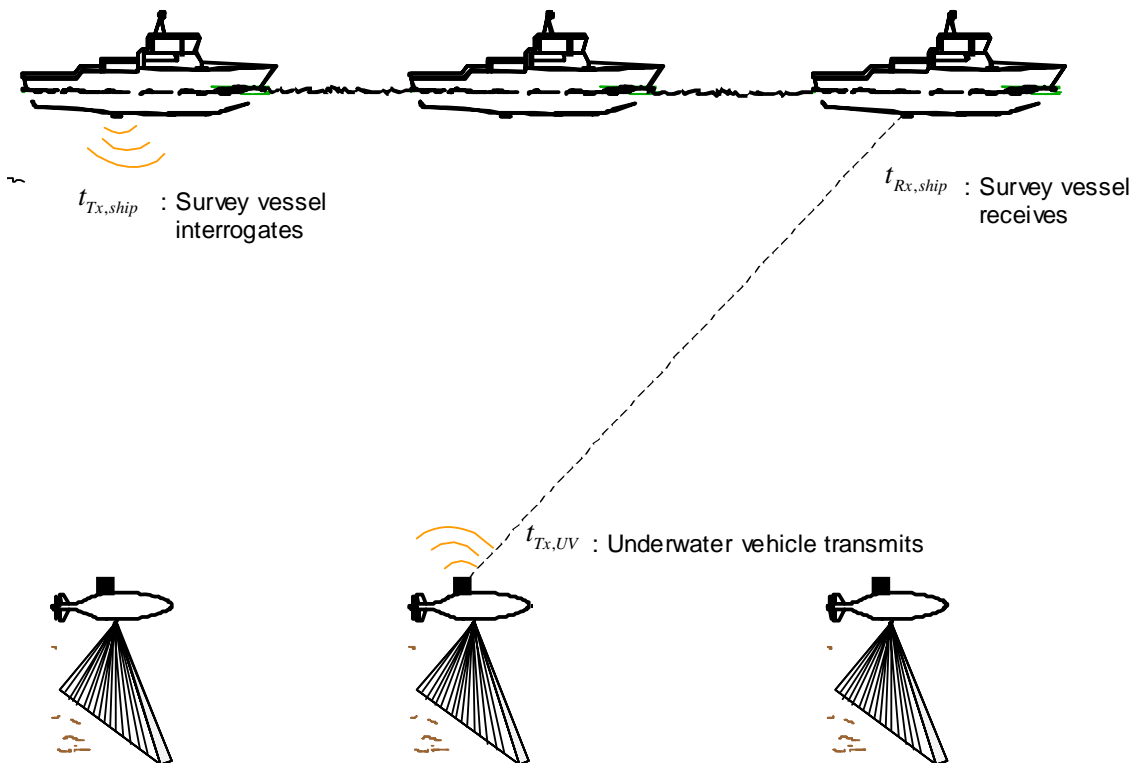 t_{Tx,ship} : Survey vessel
interrogates
t_{Rx,ship} : Survey vessel
receives
t_{Tx,UV} : Underwater vehicle transmits